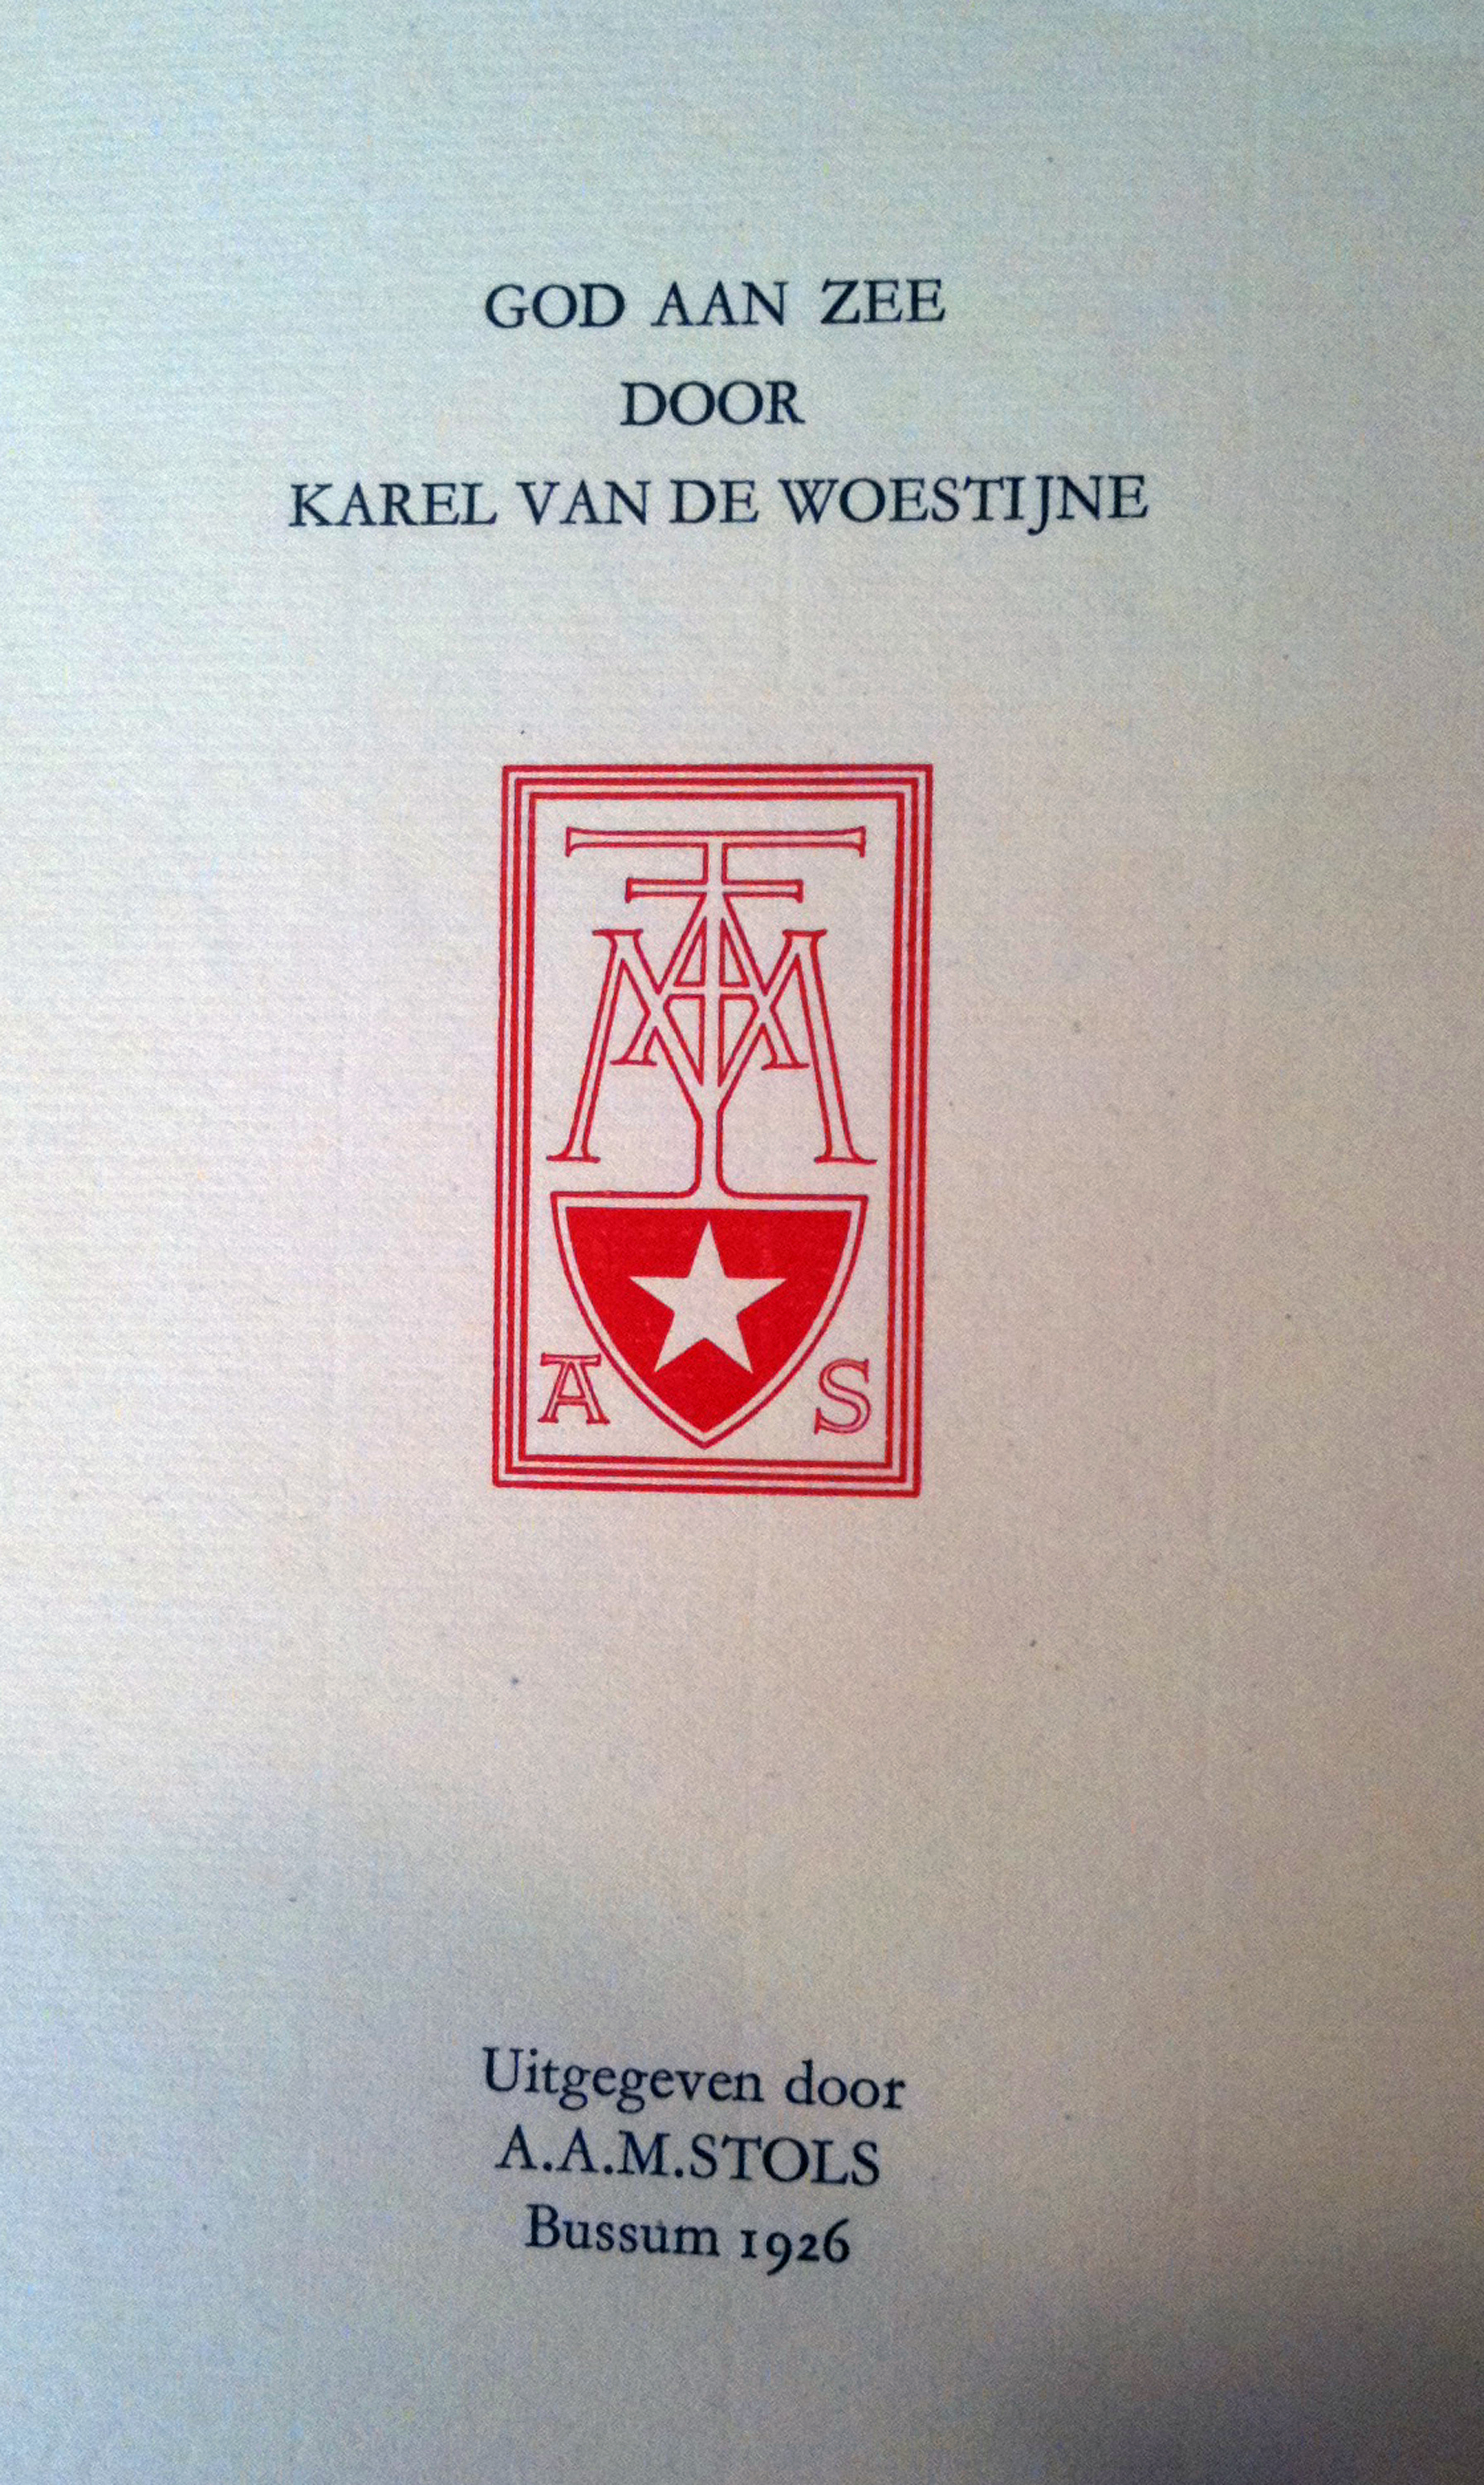 GOD AAN ZEE
DOOR
KAREL VAN DE WOESTIJNE
A S
Uitgegeven door
A.A.M.STOLS
Bussum 1926